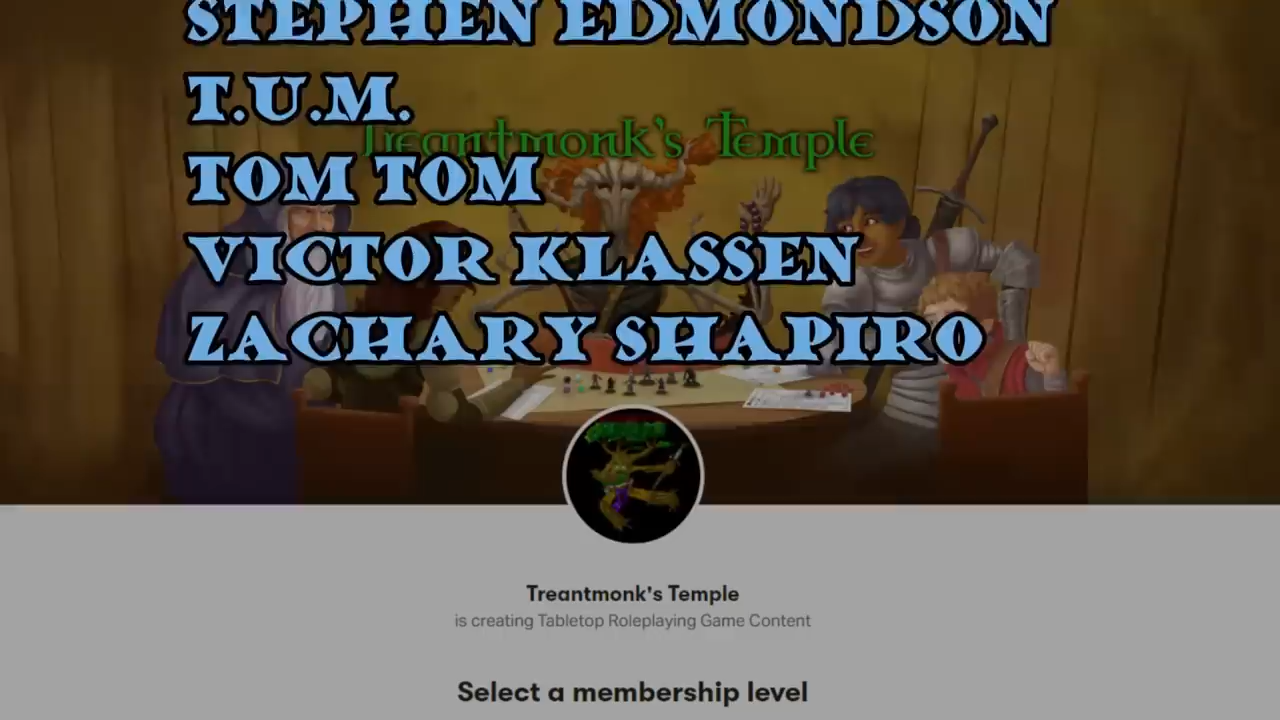 STEPHEN EDMONDSON
T.U.M.
Treantmonk's Temple
TOM TOM
VICTOR KLASSEN
ZACHARY SHAPIRO
Treantmonk's Temple
is creating Tabletop Roleplaying Game Content
Select a membership level